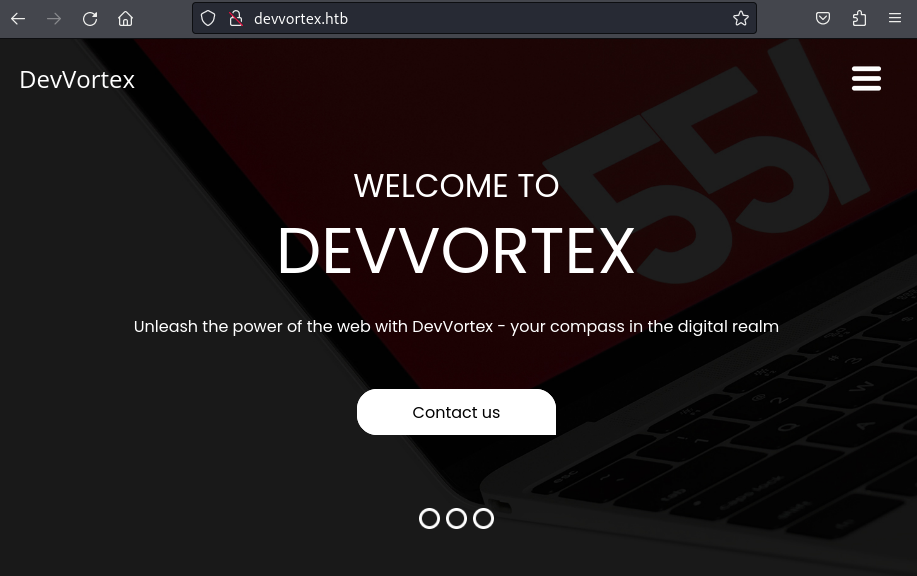 devvortex.htb
DevVortex
WELCOME TO
DEVVORTEX
Unleash the power of the web with DevVortex - your compass in the digital realm
Contact us